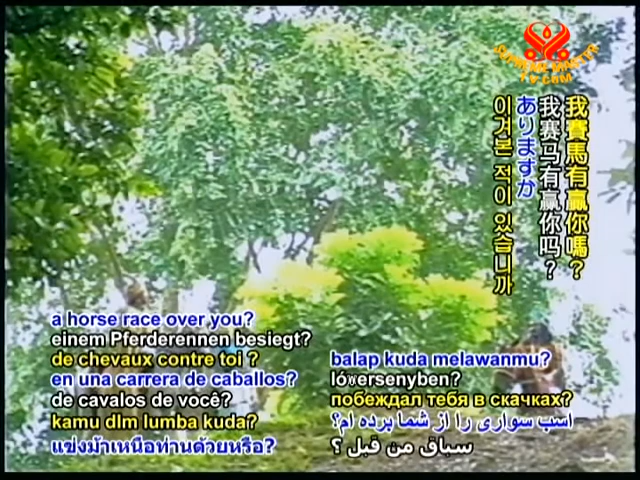 SUPREME MASTER
TV.COM
我賽馬有贏你嗎?
我赛马有赢你吗?
ありますか
이겨본 적이 있습니까
a horse race over you?
einem Pferderennen besiegt?
de chevaux contre toi ?
en una carrera de caballos?
de cavalos de você?
kamu dlm lumba kuda?
แข่งม้าเหนือท่านด้วยหรือ?
balap kuda melawanmu?
lóversenyben?
побеждал тебя в скачках?
اسب سواری را از شما برده ام؟
سباق من قبل ؟